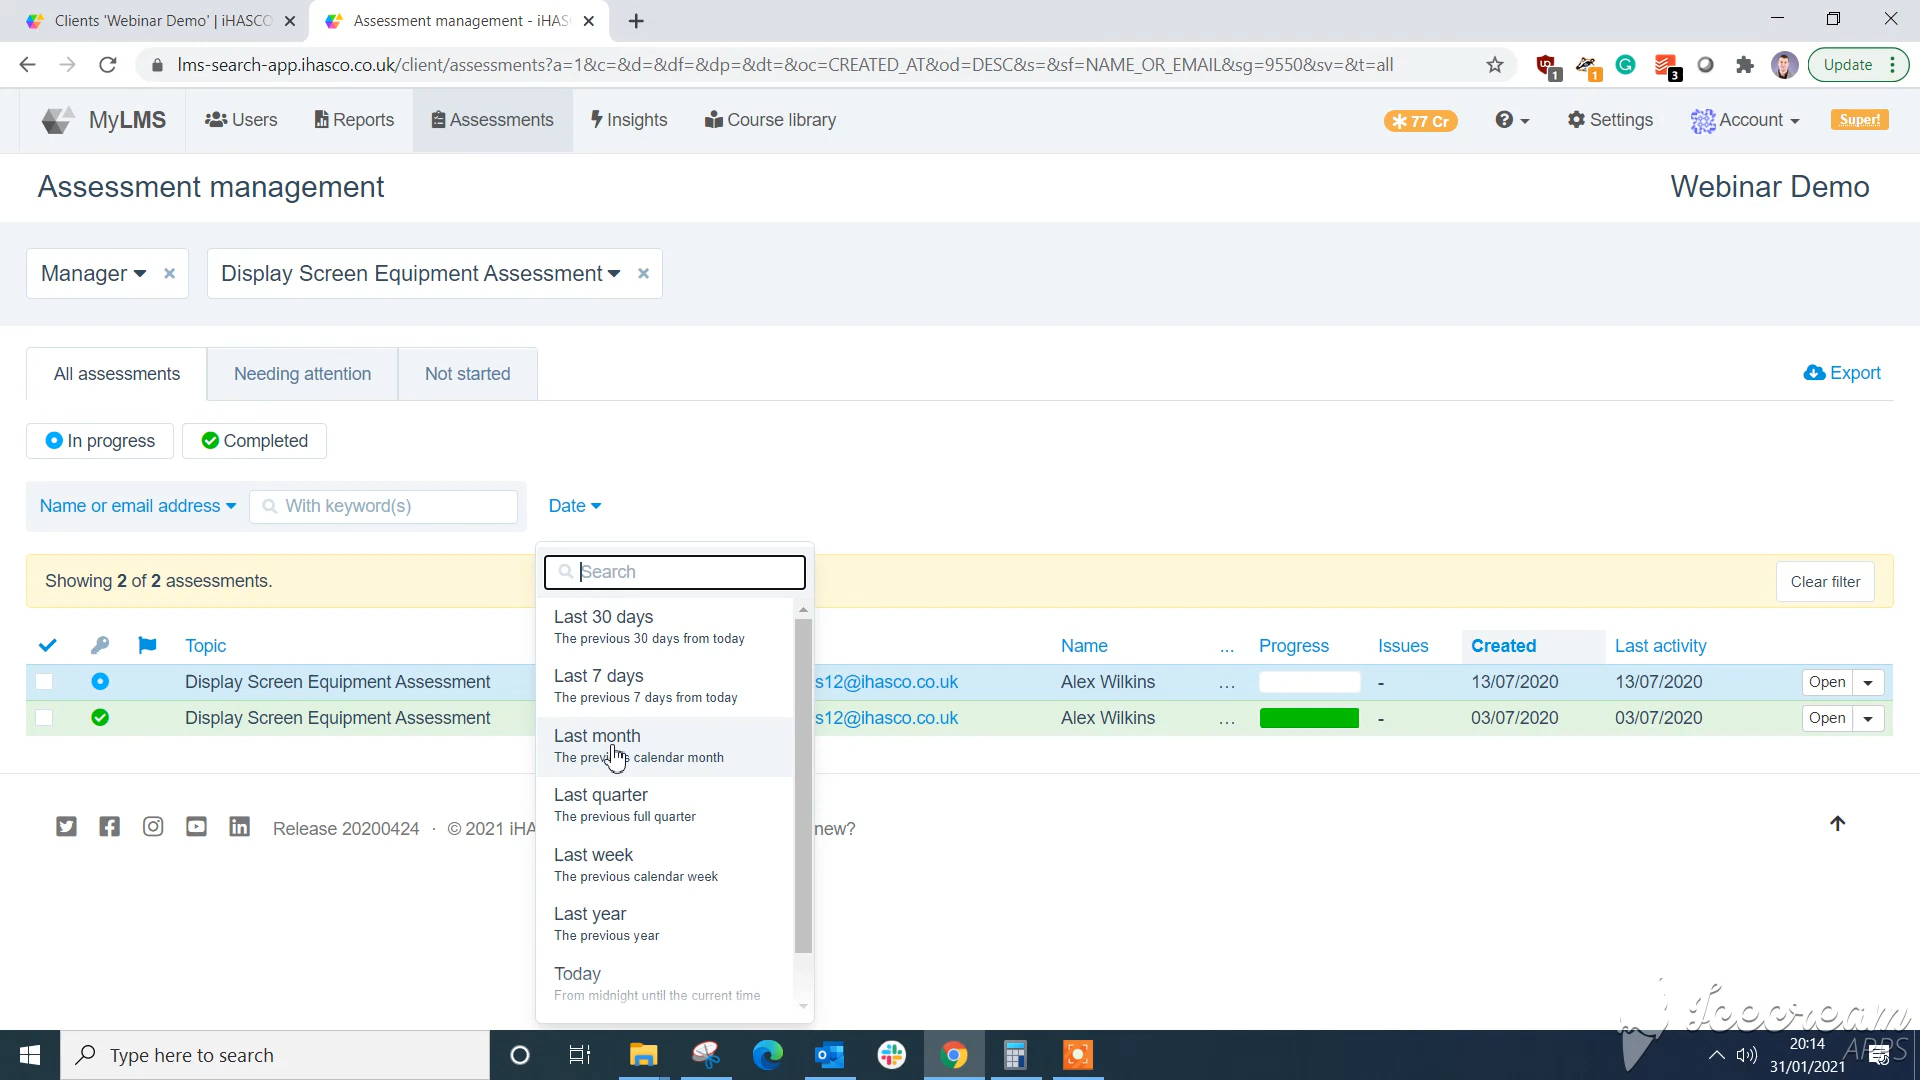 Clients 'Webinar Demo' | iHASCO
Assessment management - iHAS
lms-search-app.ihasco.co.uk/client/assessments?a=1&c=&d=&df=&dp=&dt=&oc=CREATED_AT&od=DESC&s=&sf=NAME_OR_EMAIL&sg=9550&sv=&t=all
1
1
3
Update
MyLMS
Users
Reports
Assessments
Insights
Course library
77 Cr
Settings
Account
Super!
Assessment management
Webinar Demo
Manager
Display Screen Equipment Assessment
All assessments
Needing attention
Not started
Export
In progress
Completed
Name or email address
With keyword(s)
Date
Showing 2 of 2 assessments.
Clear filter
Search
Last 30 days
The previous 30 days from today
Last 7 days
The previous 7 days from today
Last month
The previous calendar month
Last quarter
The previous full quarter
Last week
The previous calendar week
Last year
The previous year
Today
From midnight until the current time
Topic Name ... Progress Issues Created Last activity
Display Screen Equipment Assessment s12@ihasco.co.uk Alex Wilkins ... - 13/07/2020 13/07/2020 Open
Display Screen Equipment Assessment s12@ihasco.co.uk Alex Wilkins ... - 03/07/2020 03/07/2020 Open
Release 20200424 · © 2021 iHA
new?
Icecream
APPS
Type here to search
20:14
31/01/2021